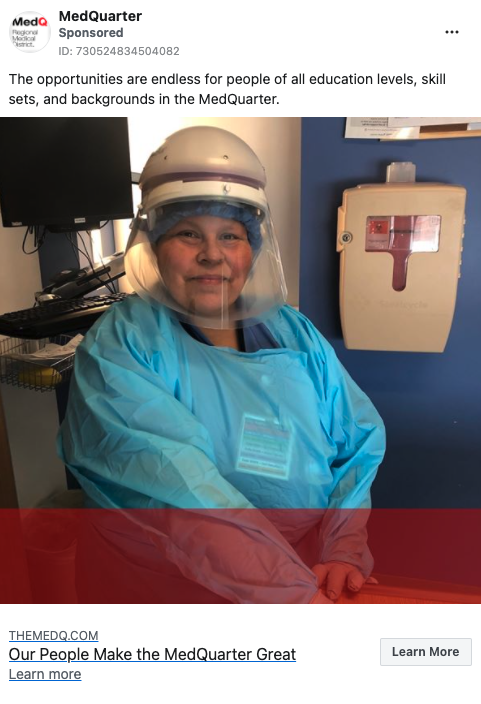 MedQ
Regional
Medical
District.
MedQuarter
Sponsored
ID: 730524834504082
The opportunities are endless for people of all education levels, skill
sets, and backgrounds in the MedQuarter.
THEMEDQ.COM
Our People Make the MedQuarter Great
Learn more
Learn More